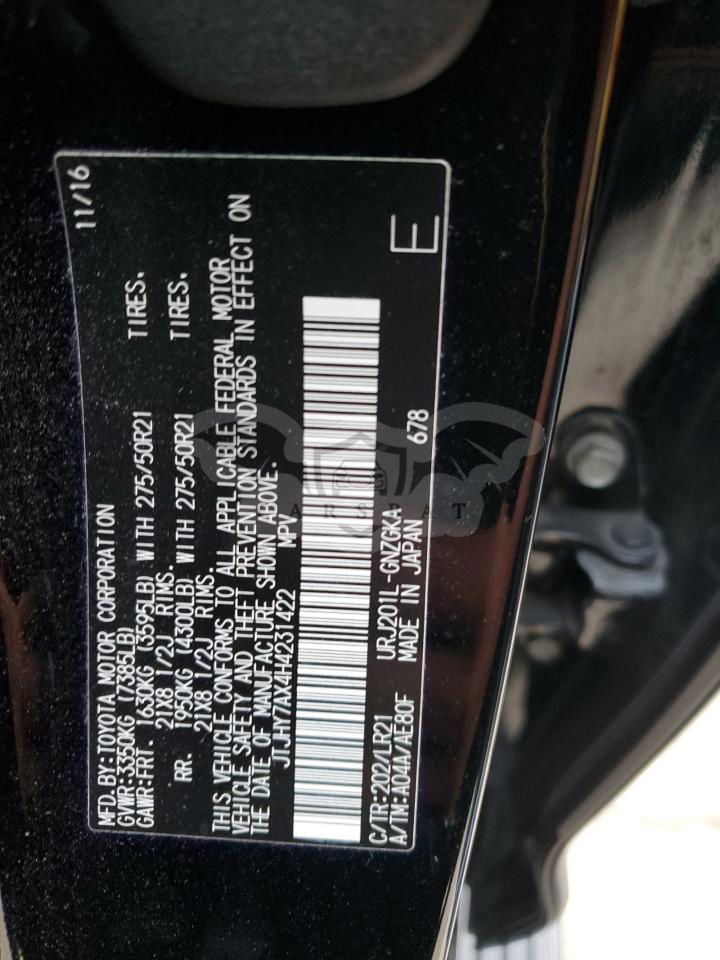 11/16
MFD.BY:TOYOTA MOTOR CORPORATION
GVWR:3350KG (7385LB)
GAWR:FRT. 1630KG (3595LB) WITH 275/50R21 TIRES.
21X8 1/2J RIMS.
RR. 1950KG (4300LB) WITH 275/50R21 TIRES.
21X8 1/2J RIMS.
THIS VEHICLE CONFORMS TO ALL APPLICABLE FEDERAL MOTOR
VEHICLE SAFETY AND THEFT PREVENTION STANDARDS IN EFFECT ON
THE DATE OF MANUFACTURE SHOWN ABOVE.
JTJHY7AX4H4231422 MPV
C/TR:202/LR21 URJ201L-GNZGKA
A/TM:A04A/AE80F MADE IN JAPAN 678
E